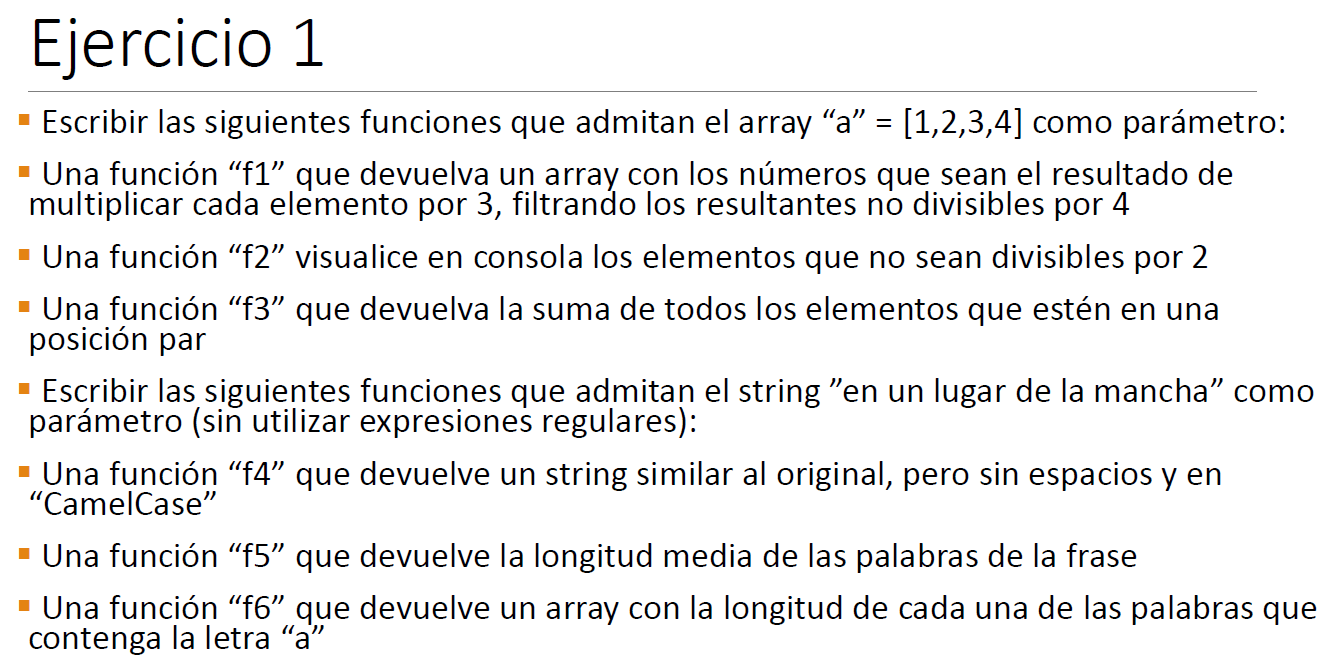 Ejercicio 1
▪ Escribir las siguientes funciones que admitan el array “a” = [1,2,3,4] como parámetro:
▪ Una función “f1” que devuelva un array con los números que sean el resultado de
multiplicar cada elemento por 3, filtrando los resultantes no divisibles por 4
▪ Una función “f2” visualice en consola los elementos que no sean divisibles por 2
▪ Una función “f3” que devuelva la suma de todos los elementos que estén en una
posición par
▪ Escribir las siguientes funciones que admitan el string ”en un lugar de la mancha” como
parámetro (sin utilizar expresiones regulares):
▪ Una función “f4” que devuelve un string similar al original, pero sin espacios y en
“CamelCase”
▪ Una función “f5” que devuelve la longitud media de las palabras de la frase
▪ Una función “f6” que devuelve un array con la longitud de cada una de las palabras que
contenga la letra “a”